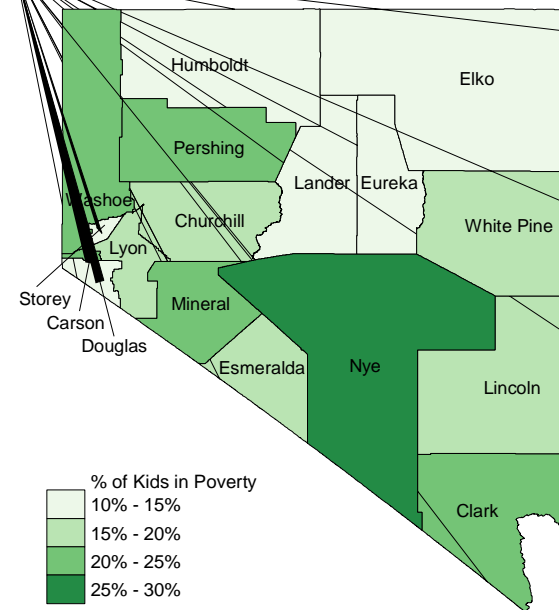 Humboldt
Elko
Pershing
Lander
Eureka
Washoe
Churchill
White Pine
Lyon
Storey
Carson
Douglas
Mineral
Esmeralda
Nye
Lincoln
Clark
% of Kids in Poverty
10% - 15%
15% - 20%
20% - 25%
25% - 30%